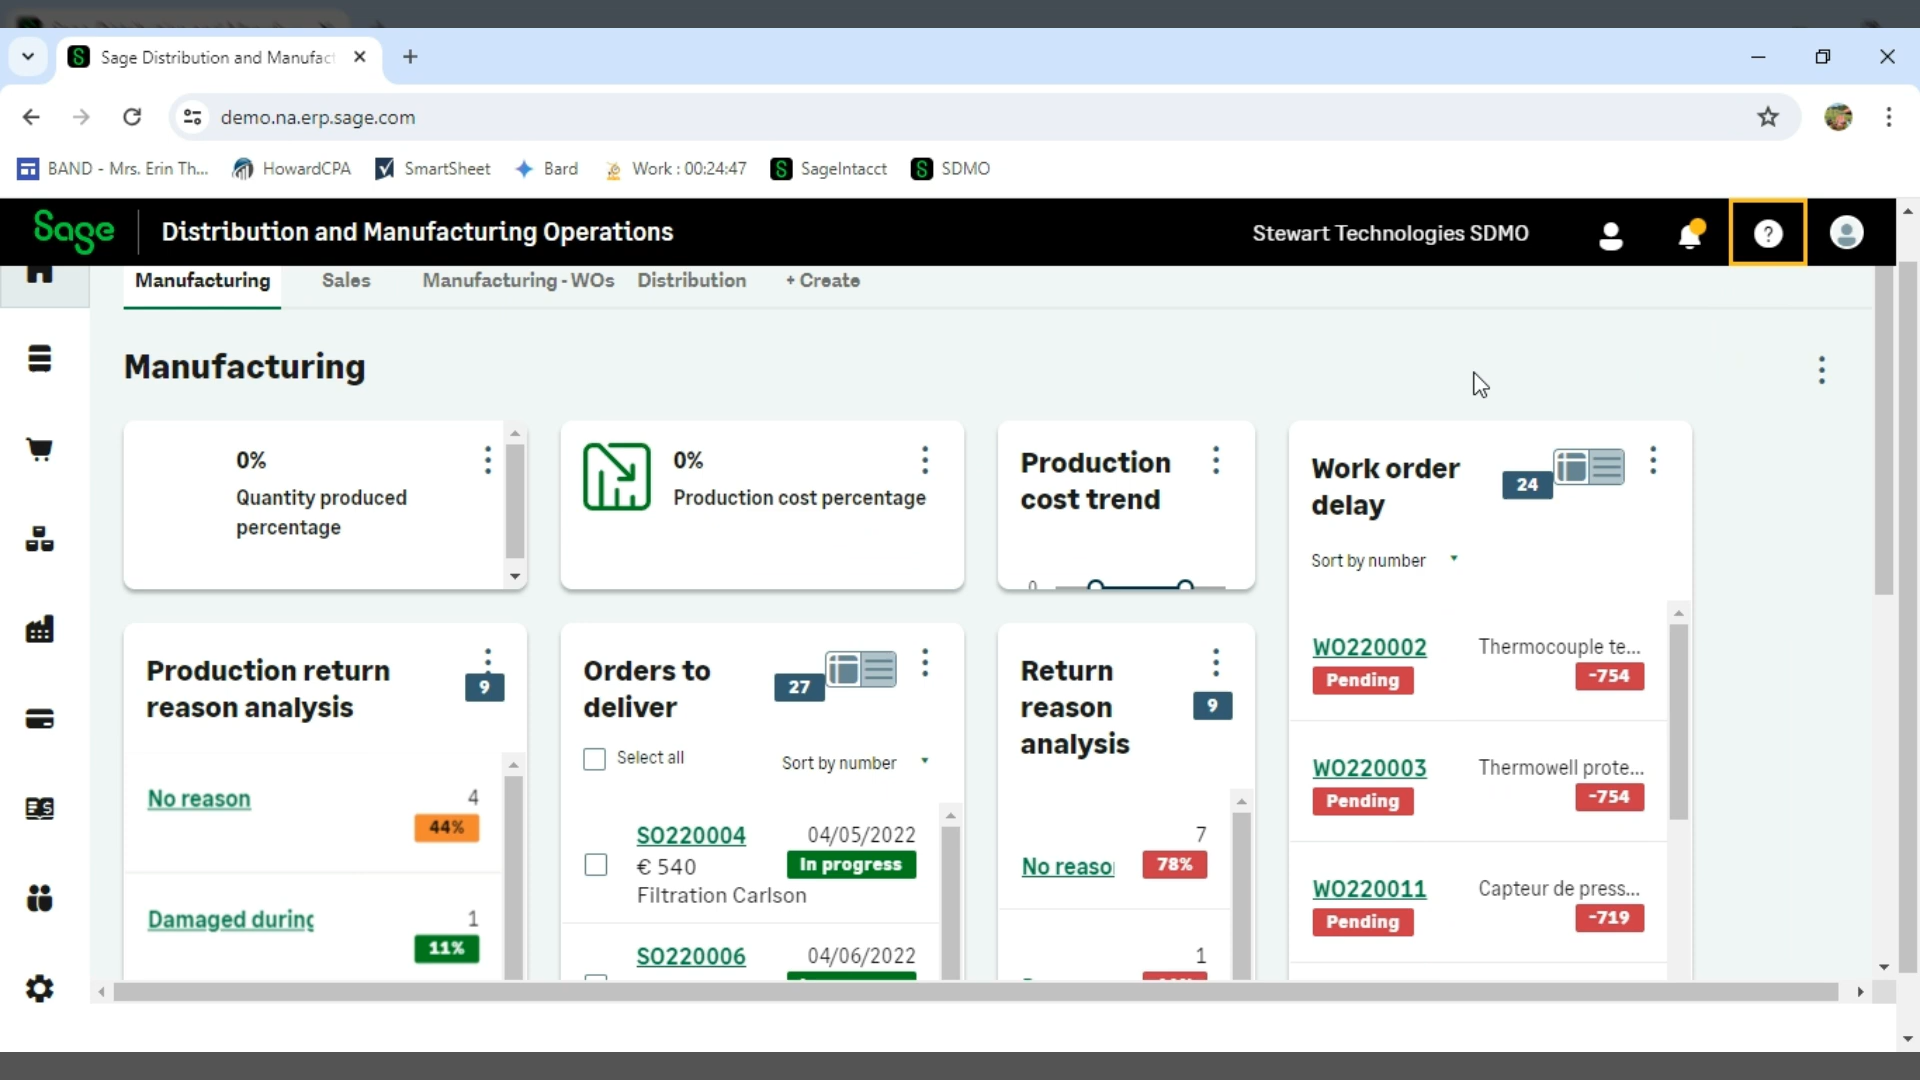 Sage Distribution and Manufact
demo.na.erp.sage.com
BAND - Mrs. Erin Th...
HowardCPA
SmartSheet
Bard
Work : 00:24:47
SageIntacct
SDMO
Sage
Distribution and Manufacturing Operations
Stewart Technologies SDMO
?
Manufacturing
Sales
Manufacturing - WOs
Distribution
+ Create
Manufacturing
0%
Quantity produced
percentage
0%
Production cost percentage
Production
cost trend
0
Work order
delay
24
Sort by number
WO220002
Thermocouple te...
Pending
-754
WO220003
Thermowell prote...
Pending
-754
WO220011
Capteur de press...
Pending
-719
Production return
reason analysis
9
No reason
4
44%
Damaged during
1
11%
Orders to
deliver
27
Select all
Sort by number
SO220004
04/05/2022
€ 540
In progress
Filtration Carlson
SO220006
04/06/2022
Return
reason
analysis
9
7
No reaso
78%
1